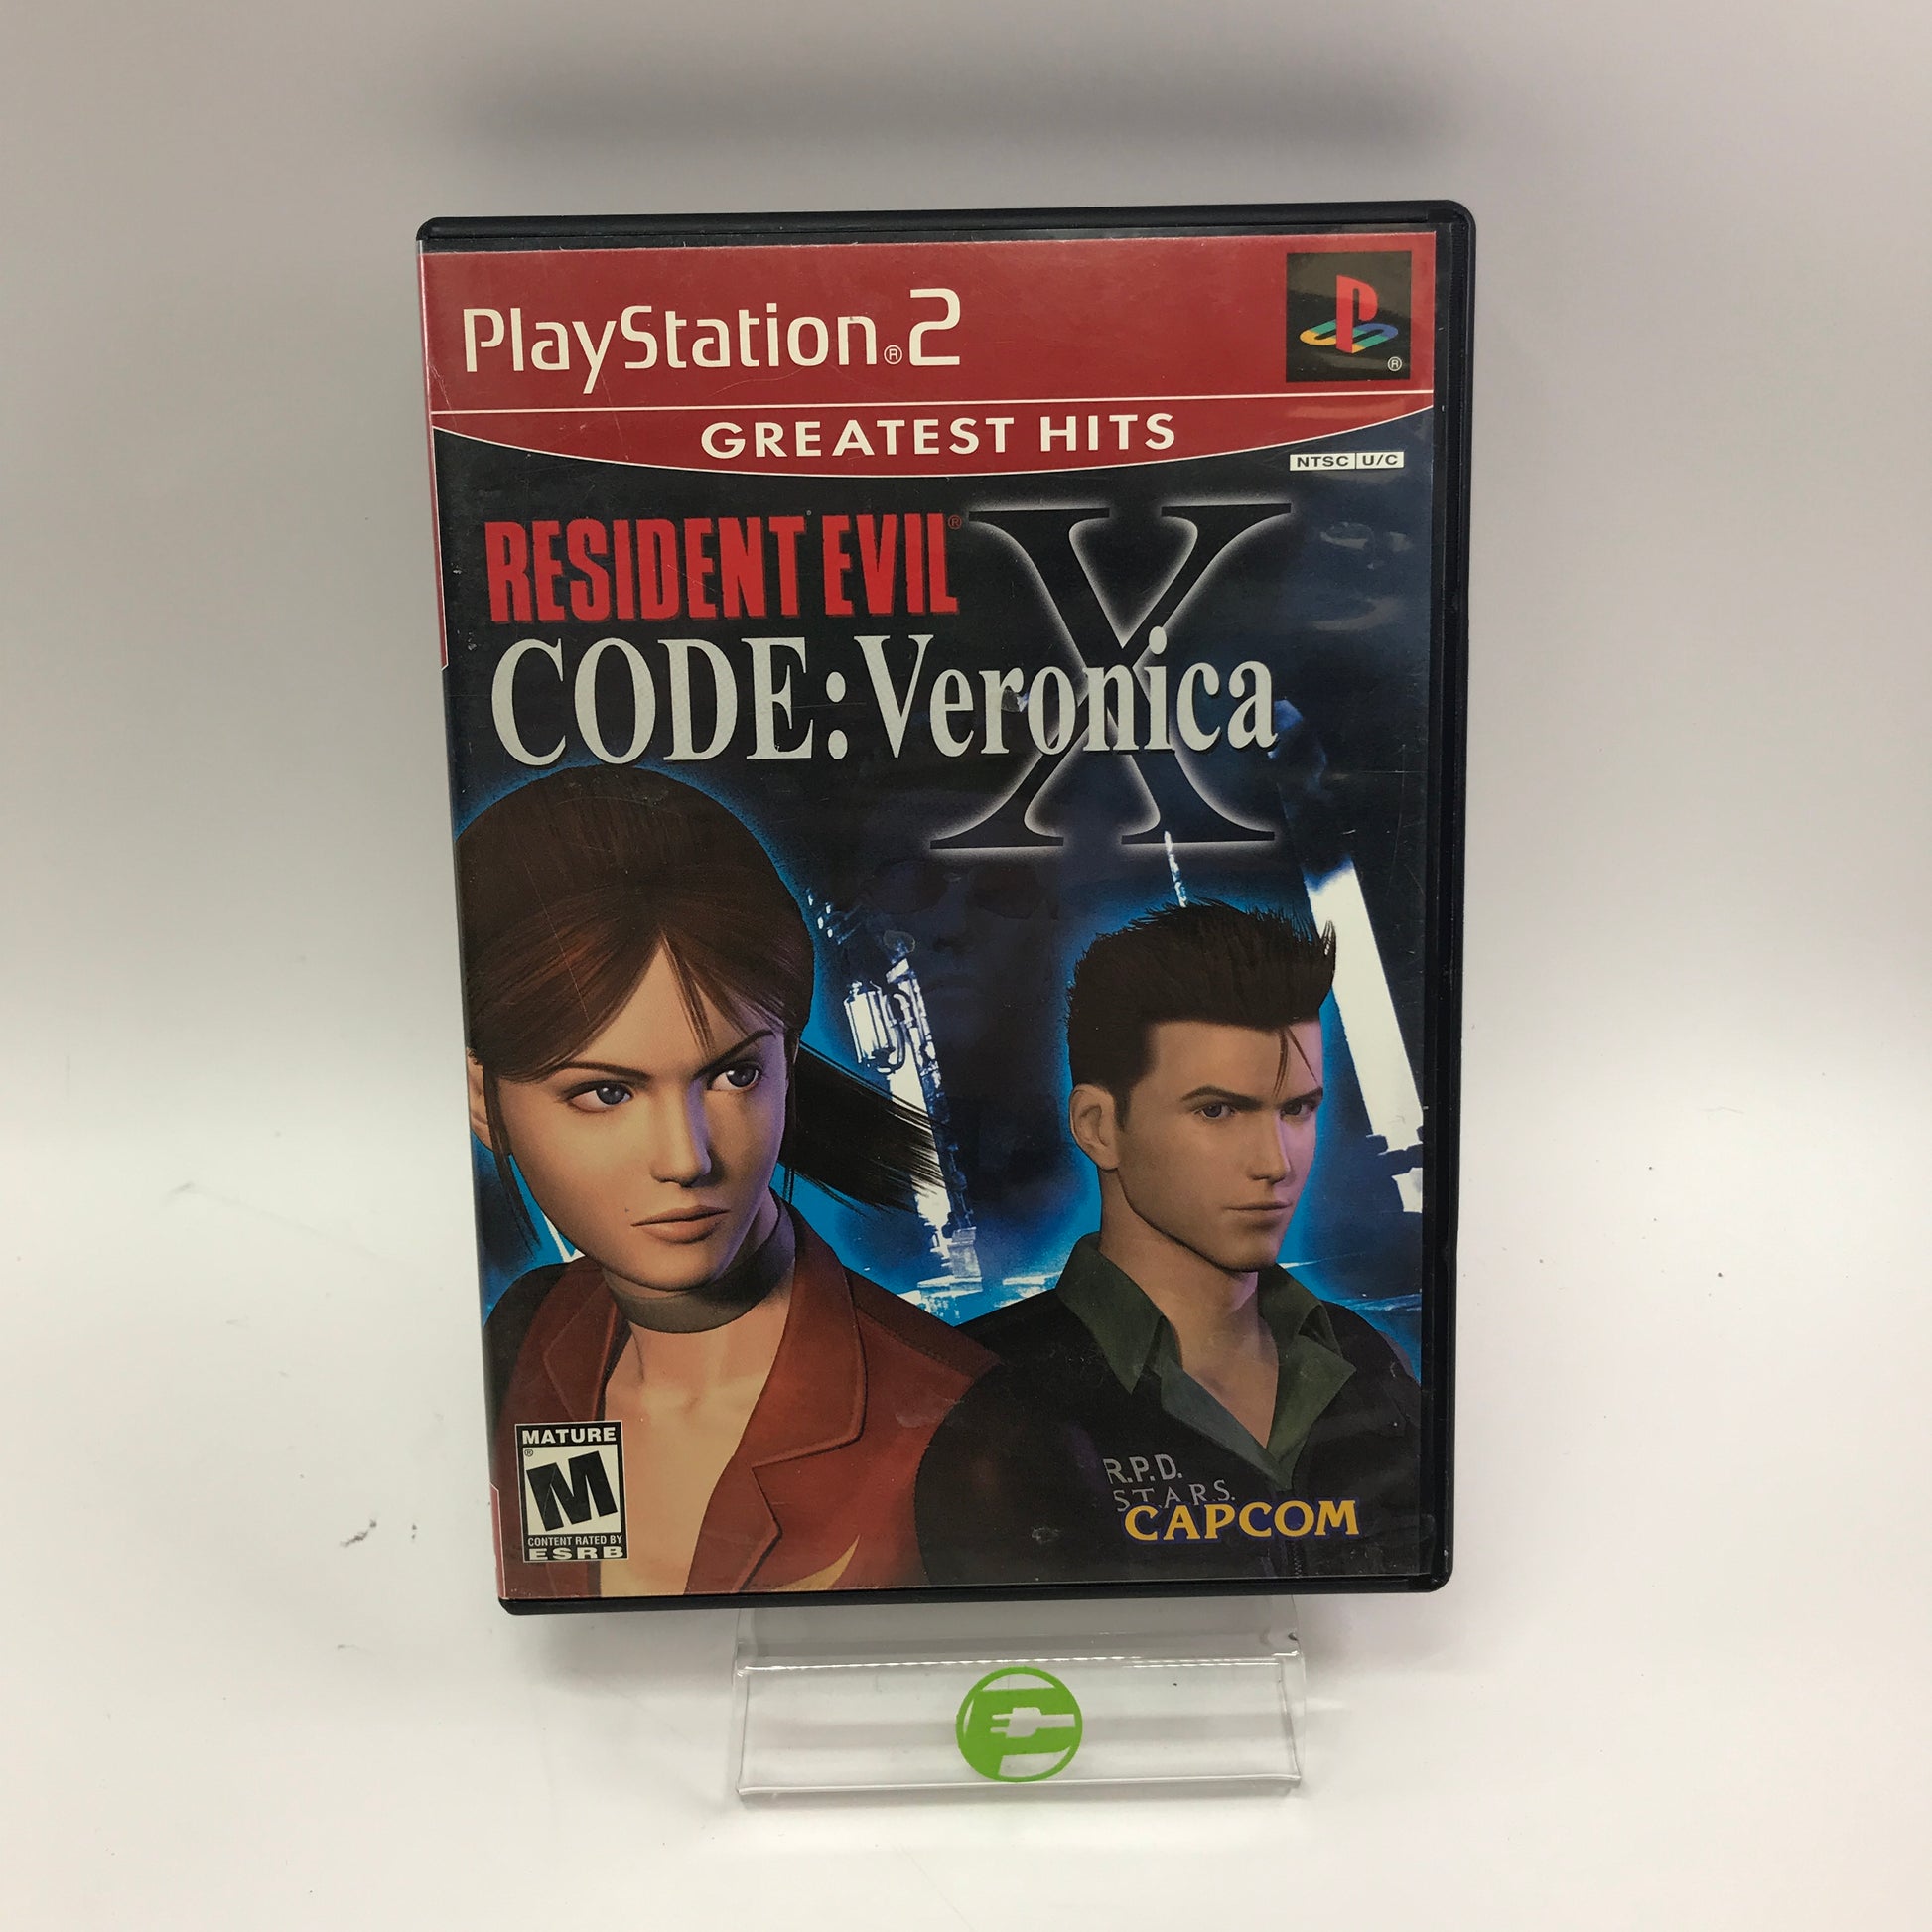 PlayStation®2
®
GREATEST HITS
NTSC U/C
RESIDENT EVIL®
CODE:Veronica
X
MATURE
®
M
CONTENT RATED BY
ESRB
R.P.D.
S.T.A.R.S.
CAPCOM